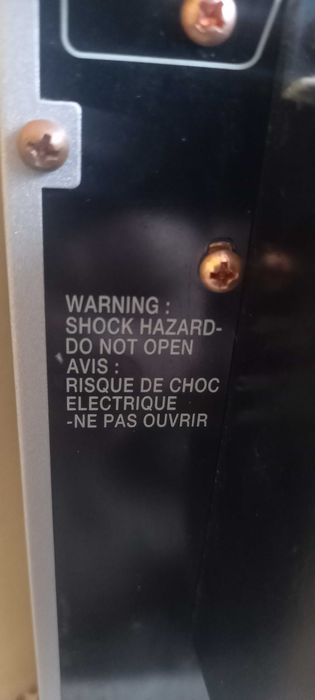 WARNING :
SHOCK HAZARD-
DO NOT OPEN
AVIS :
RISQUE DE CHOC
ELECTRIQUE
-NE PAS OUVRIR